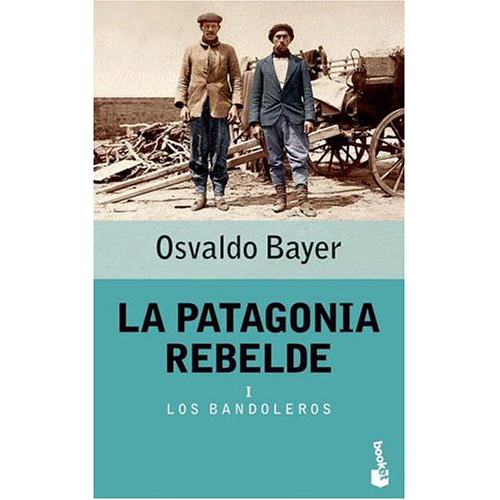 Osvaldo Bayer
LA PATAGONIA
REBELDE
I
LOS BANDOLEROS
booket